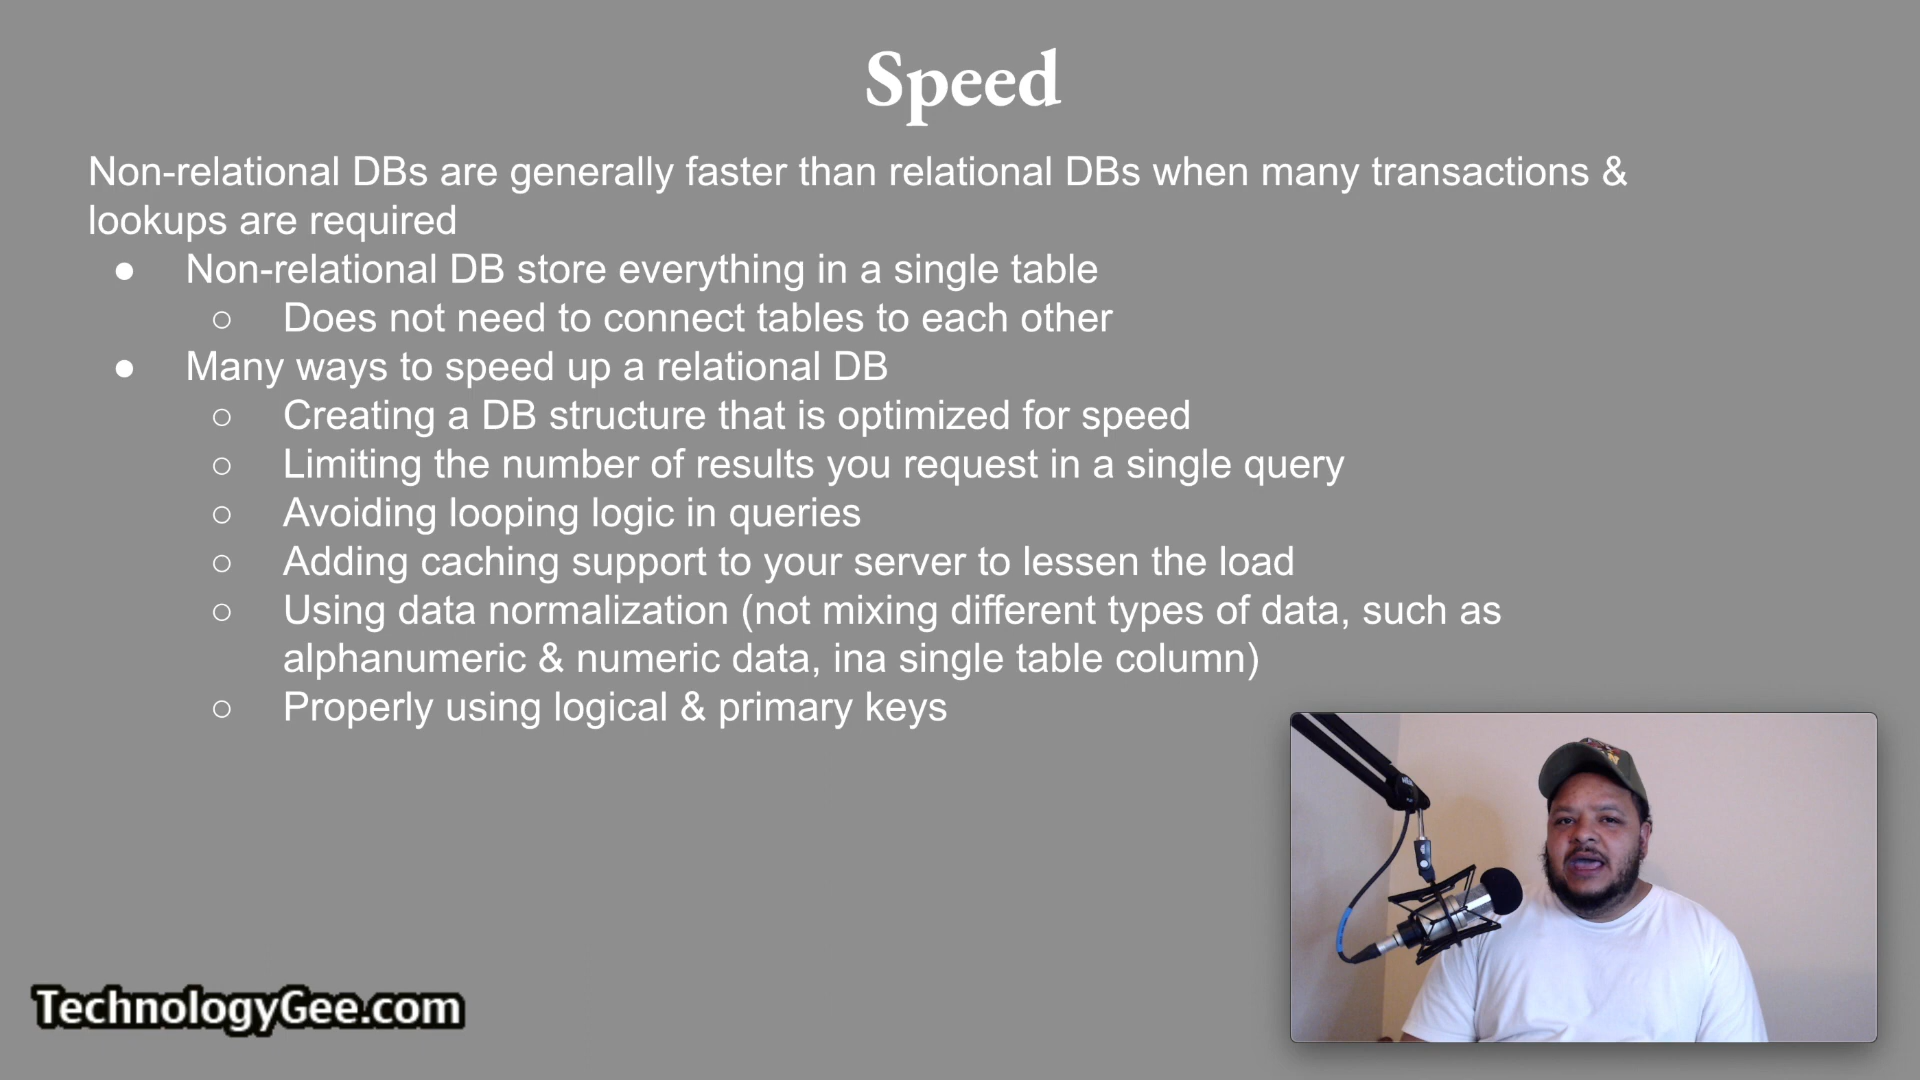 Speed
Non-relational DBs are generally faster than relational DBs when many transactions &
lookups are required
● Non-relational DB store everything in a single table
○ Does not need to connect tables to each other
● Many ways to speed up a relational DB
○ Creating a DB structure that is optimized for speed
○ Limiting the number of results you request in a single query
○ Avoiding looping logic in queries
○ Adding caching support to your server to lessen the load
○ Using data normalization (not mixing different types of data, such as
alphanumeric & numeric data, ina single table column)
○ Properly using logical & primary keys
TechnologyGee.com